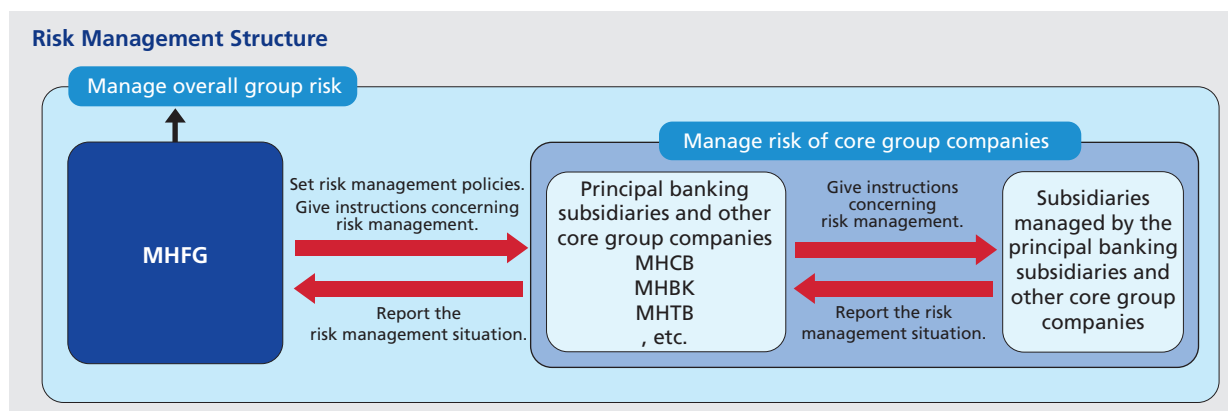 Risk Management Structure
Manage overall group risk
MHFG
Set risk management policies.
Give instructions concerning
risk management.
Report the
risk management situation.
Manage risk of core group companies
Principal banking
subsidiaries and other
core group companies
MHCB
MHBK
MHTB
, etc.
Give instructions
concerning
risk management.
Report the risk
management situation.
Subsidiaries
managed by the
principal banking
subsidiaries and
other core group
companies